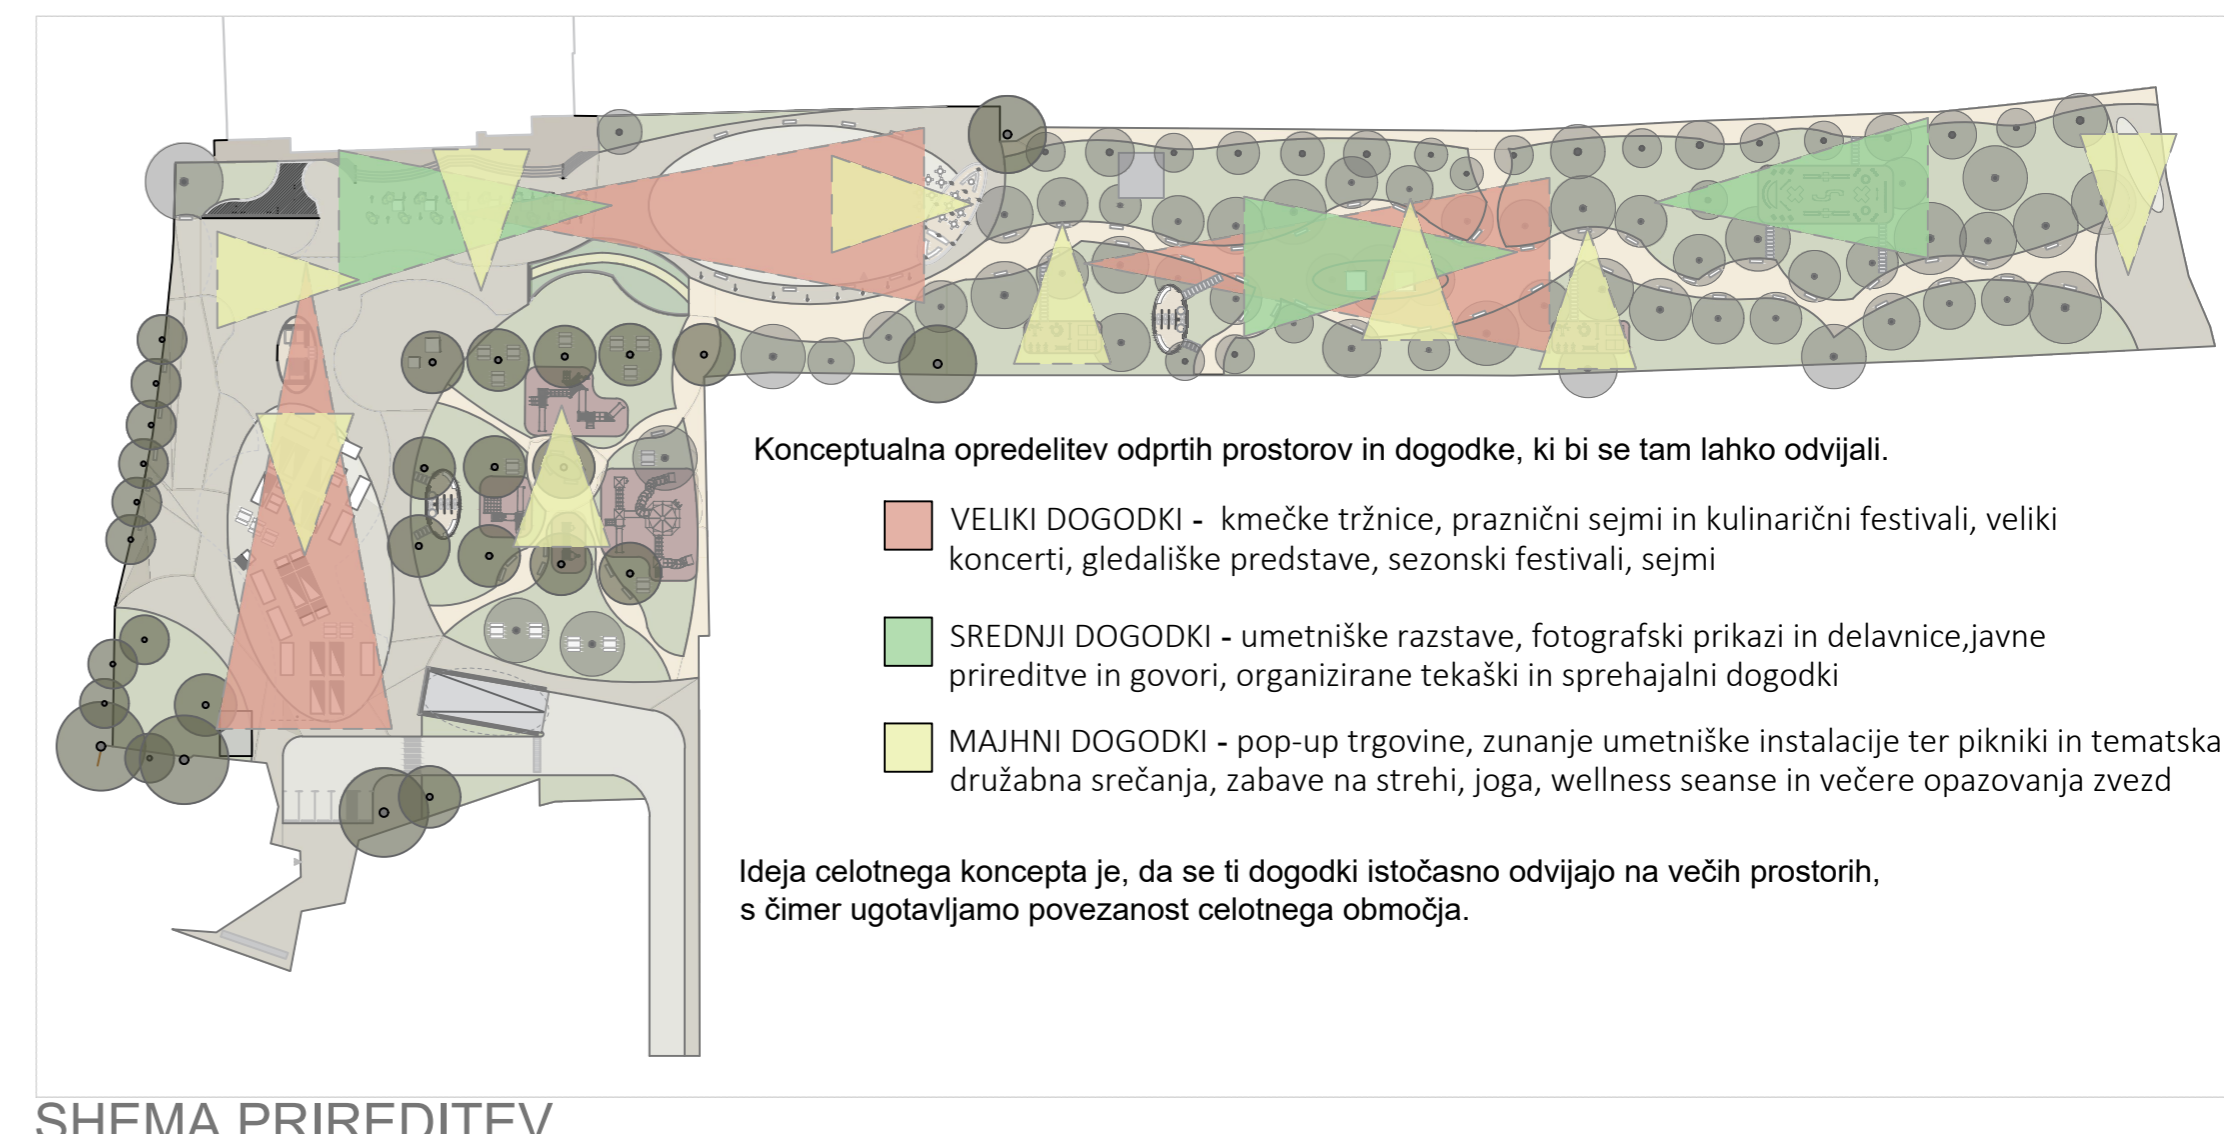 Konceptualna opredelitev odprtih prostorov in dogodke, ki bi se tam lahko odvijali.
VELIKI DOGODKI - kmečke tržnice, praznični sejmi in kulinarični festivali, veliki
koncerti, gledališke predstave, sezonski festivali, sejmi
SREDNJI DOGODKI - umetniške razstave, fotografski prikazi in delavnice,javne
prireditve in govori, organizirane tekaški in sprehajalni dogodki
MAJHNI DOGODKI - pop-up trgovine, zunanje umetniške instalacije ter pikniki in tematska
družabna srečanja, zabave na strehi, joga, wellness seanse in večere opazovanja zvezd
Ideja celotnega koncepta je, da se ti dogodki istočasno odvijajo na večih prostorih,
s čimer ugotavljamo povezanost celotnega območja.
SHEMA PRIREDITEV